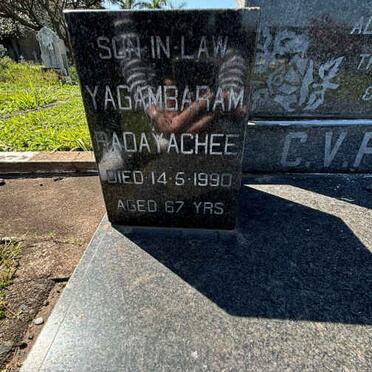 SON IN LAW
YAGAMBARAM
PADAYACHEE
DIED 14-5-1990
AGED 67 YRS
C.V.